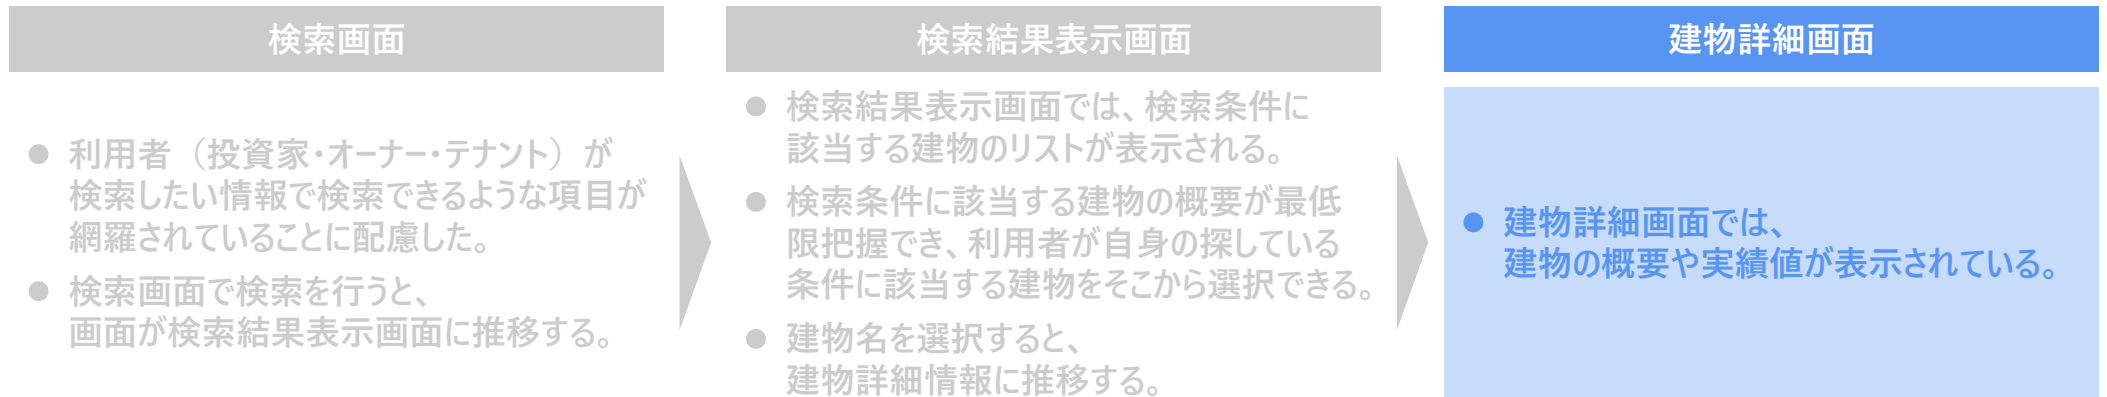 検索画面
● 利用者（投資家・オーナー・テナント）が
検索したい情報で検索できるような項目が
網羅されていることに配慮した。
● 検索画面で検索を行うと、
画面が検索結果表示画面に推移する。
検索結果表示画面
● 検索結果表示画面では、検索条件に
該当する建物のリストが表示される。
● 検索条件に該当する建物の概要が最低
限把握でき、利用者が自身の探している
条件に該当する建物をそこから選択できる。
● 建物名を選択すると、
建物詳細情報に推移する。
建物詳細画面
● 建物詳細画面では、
建物の概要や実績値が表示されている。